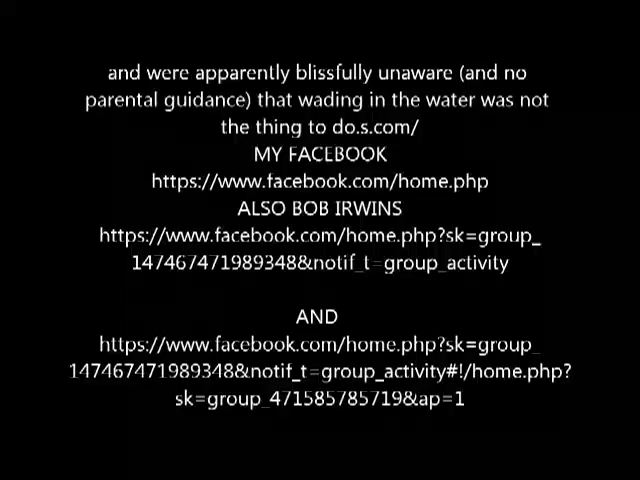 and were apparently blissfully unaware (and no
parental guidance) that wading in the water was not
the thing to do.s.com/
MY FACEBOOK
https://www.facebook.com/home.php
ALSO BOB IRWINS
https://www.facebook.com/home.php?sk=group_
147467471989348&notif_t=group_activity
AND
https://www.facebook.com/home.php?sk=group_
147467471989348&notif_t=group_activity#!/home.php?
sk=group_471585785719&ap=1